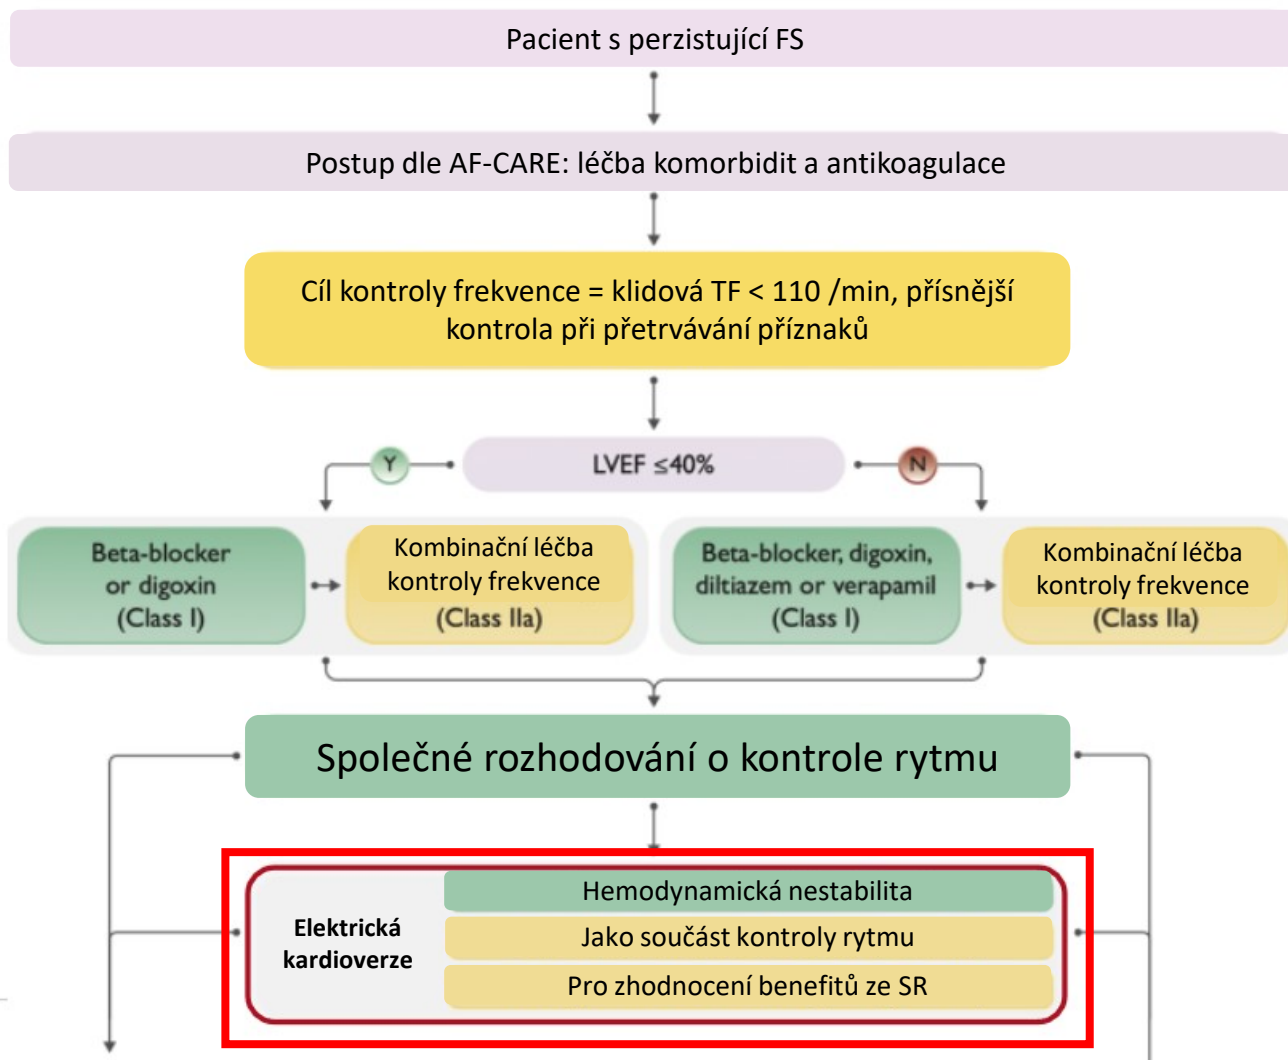 Pacient s perzistující FS
Postup dle AF-CARE: léčba komorbidit a antikoagulace
Cíl kontroly frekvence = klidová TF < 110 /min, přísnější
kontrola při přetrvávání příznaků
Y
LVEF ≤40%
N
Beta-blocker
or digoxin
(Class I)
Kombinační léčba
kontroly frekvence
(Class IIa)
Beta-blocker, digoxin,
diltiazem or verapamil
(Class I)
Kombinační léčba
kontroly frekvence
(Class IIa)
Společné rozhodování o kontrole rytmu
Elektrická
kardioverze
Hemodynamická nestabilita
Jako součást kontroly rytmu
Pro zhodnocení benefitů ze SR